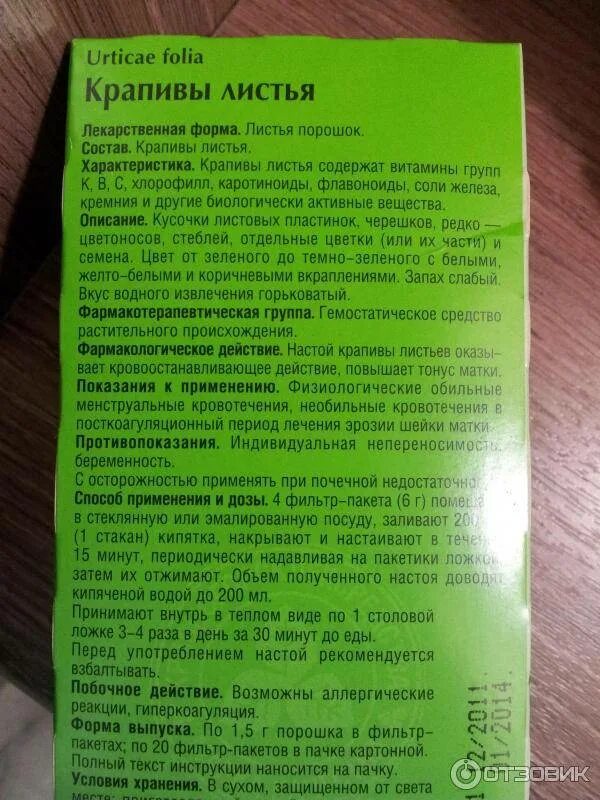 Urticae folia
Крапивы листья
Лекарственная форма. Листья порошок.
Состав. Крапивы листья.
Характеристика. Крапивы листья содержат витамины групп
К, В, С, хлорофилл, каротиноиды, флавоноиды, соли железа,
кремния и другие биологически активные вещества.
Описание. Кусочки листовых пластинок, черешков, редко —
цветоносов, стеблей, отдельные цветки (или их части) и
семена. Цвет от зеленого до темно-зеленого с белыми,
желто-белыми и коричневыми вкраплениями. Запах слабый.
Вкус водного извлечения горьковатый.
Фармакотерапевтическая группа. Гемостатическое средство
растительного происхождения.
Фармакологическое действие. Настой крапивы листьев оказы-
вает кровоостанавливающее действие, повышает тонус матки.
Показания к применению. Физиологические обильные
менструальные кровотечения, необильные кровотечения в
посткоагуляционный период лечения эрозии шейки матки.
Противопоказания. Индивидуальная непереносимость,
беременность.
С осторожностью применять при почечной
Способ применения и дозы. 4 фильтр-пакета (6 г)
в стеклянную или эмалированную посуду, заливают
(1 стакан) кипятка, накрывают и настаивают в
15 минут, периодически надавливая на пакетики
затем их отжимают. Объем полученного настоя доводят
кипяченой водой до 200 мл.
Принимают внутрь в теплом виде по 1 столовой
ложке 3-4 раза в день за 30 минут до еды.
Перед употреблением настой рекомендуется
взбалтывать.
Побочное действие. Возможны аллергические
реакции, гиперкоагуляция.
Форма выпуска. По 1,5 г порошка в фильтр-
пакетах; по 20 фильтр-пакетов в пачке картонной.
Полный текст инструкции наносится на пачку.
Условия хранения. В сухом, защищенном от света
2/2011
01/2014
ОТЗОВИК